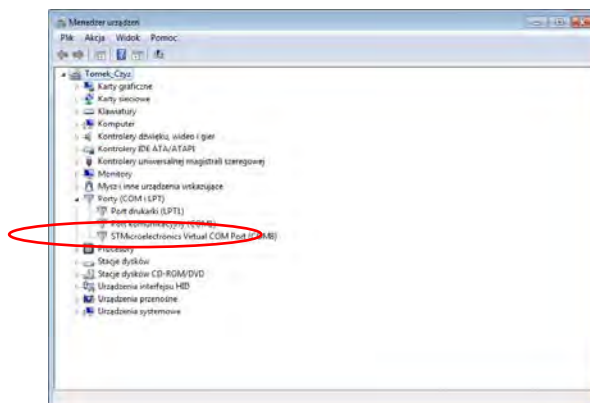 Menedżer urządzeń
Plik Akcja Widok Pomoc
Tomek_Czyz
Karty graficzne
Karty sieciowe
Klawiatury
Komputer
Kontrolery dźwięku, wideo i gier
Kontrolery IDE ATA/ATAPI
Kontrolery uniwersalnej magistrali szeregowej
Monitory
Mysz i inne urządzenia wskazujące
Porty (COM i LPT)
Port drukarki (LPT1)
Port komunikacyjny
STMicroelectronics Virtual COM Port
Procesory
Stacje dysków
Stacje dysków CD-ROM/DVD
Urządzenia interfejsu HID
Urządzenia przenośne
Urządzenia systemowe